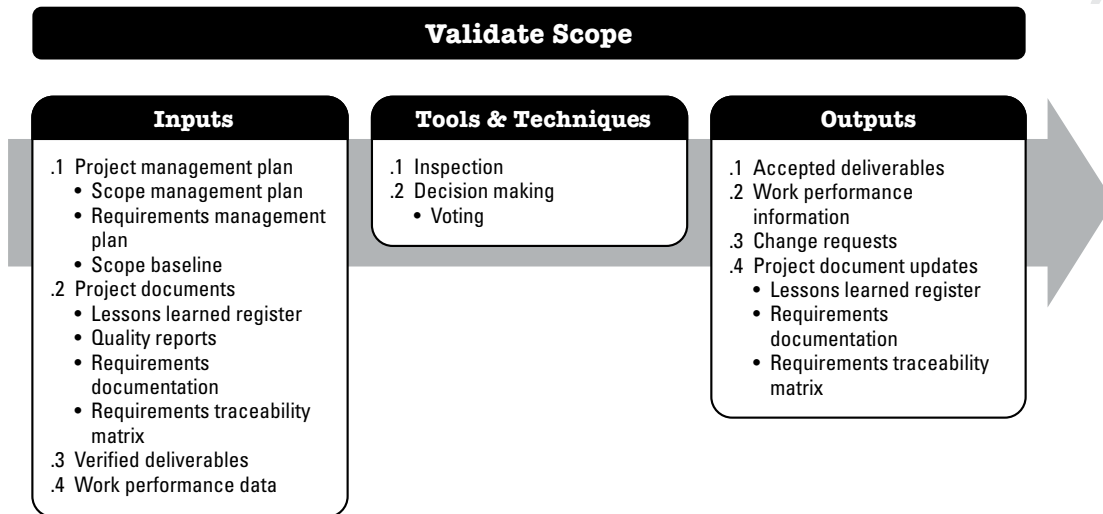 Validate Scope
Inputs
.1 Project management plan
• Scope management plan
• Requirements management
plan
• Scope baseline
.2 Project documents
• Lessons learned register
• Quality reports
• Requirements
documentation
• Requirements traceability
matrix
.3 Verified deliverables
.4 Work performance data
Tools & Techniques
.1 Inspection
.2 Decision making
• Voting
Outputs
.1 Accepted deliverables
.2 Work performance
information
.3 Change requests
.4 Project document updates
• Lessons learned register
• Requirements
documentation
• Requirements traceability
matrix